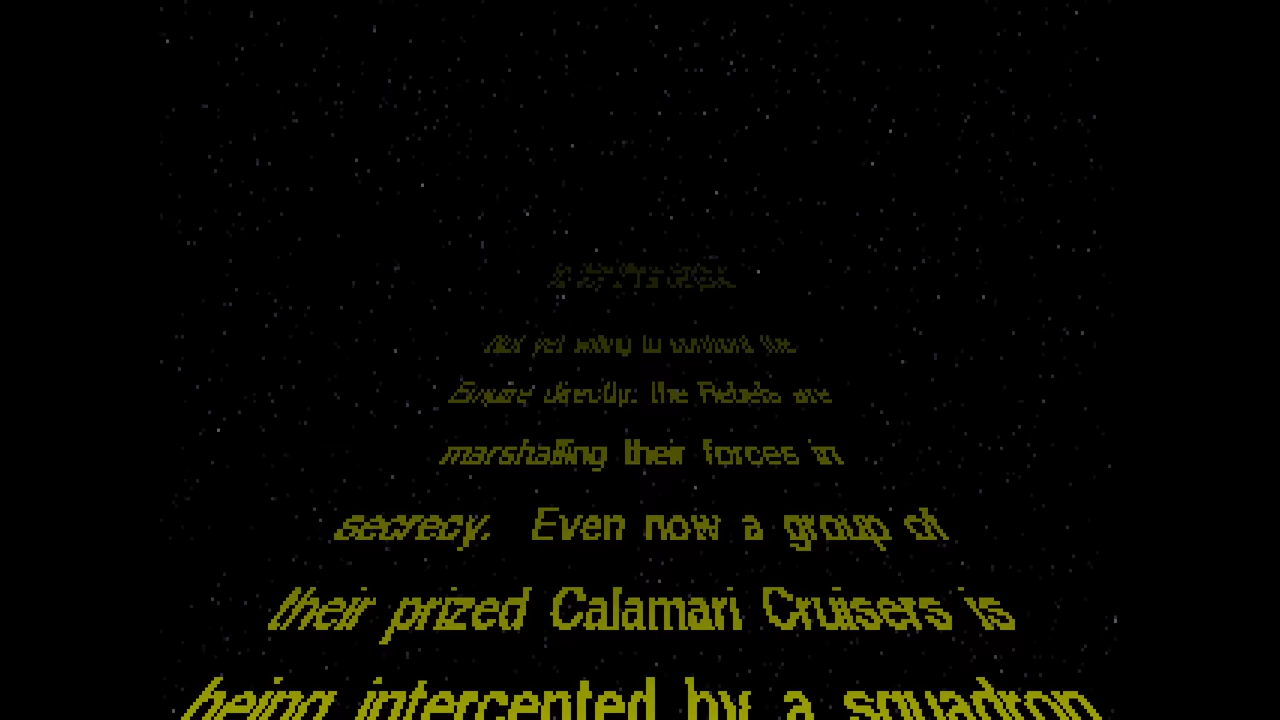 Not yet willing to confront the
Empire directly, the Rebels are
marshalling their forces in
secrecy. Even now a group of
their prized Calamari Cruisers is
being intercepted by a squadron